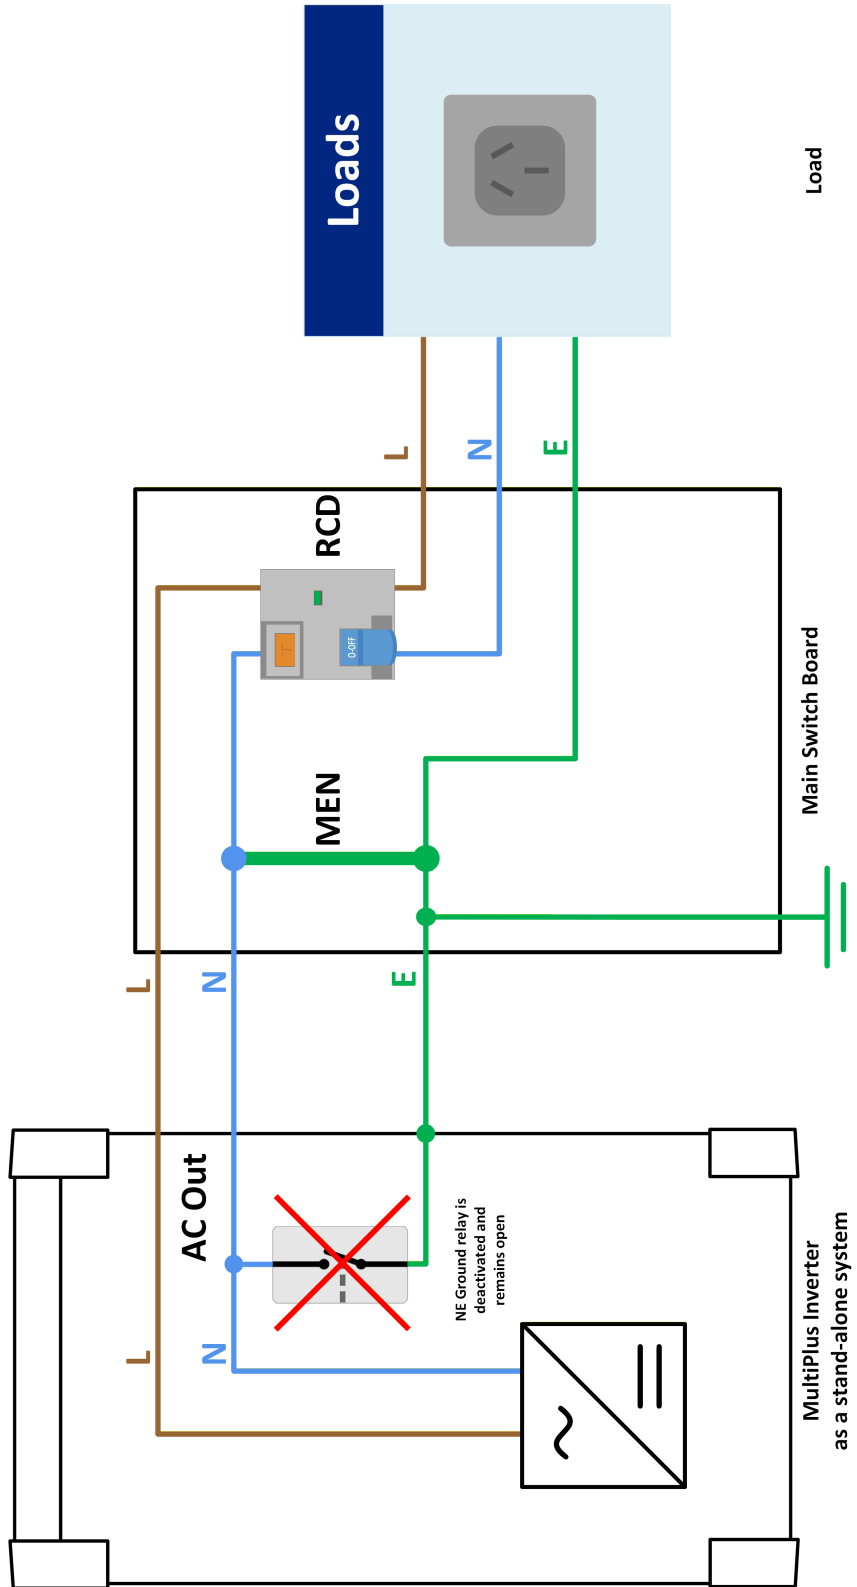 AC Out
L
N
NE Ground relay is
deactivated and
remains open
MultiPlus Inverter
as a stand-alone system
L
N
E
MEN
RCD
O-OFF
T
Main Switch Board
L
N
E
Loads
Load